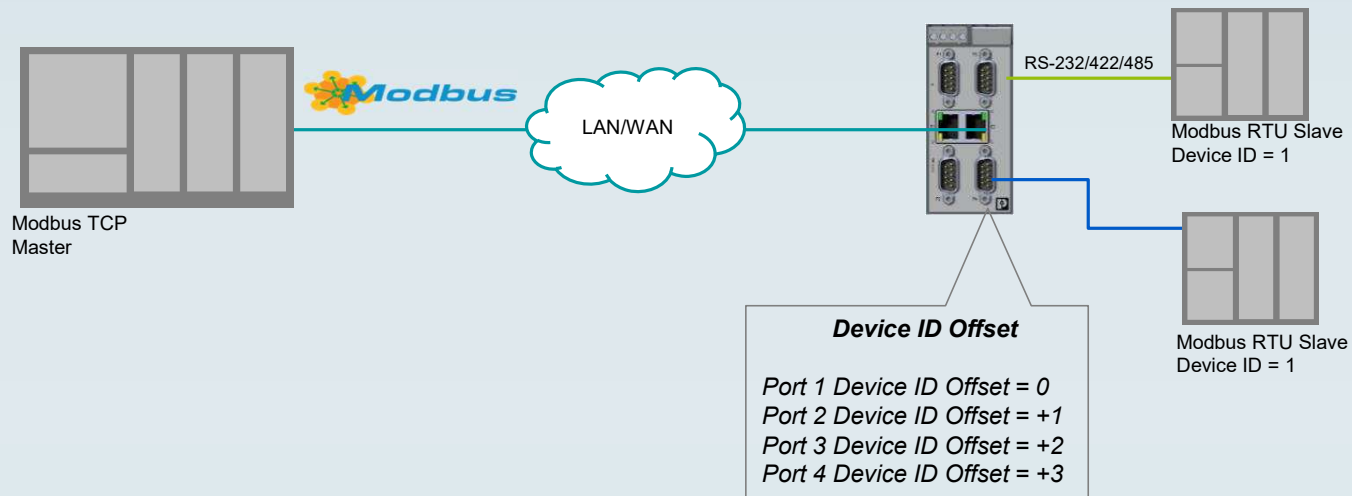 Modbus
LAN/WAN
RS-232/422/485
Modbus RTU Slave
Device ID = 1
Modbus TCP
Master
Modbus RTU Slave
Device ID = 1
Device ID Offset
Port 1 Device ID Offset = 0
Port 2 Device ID Offset = +1
Port 3 Device ID Offset = +2
Port 4 Device ID Offset = +3